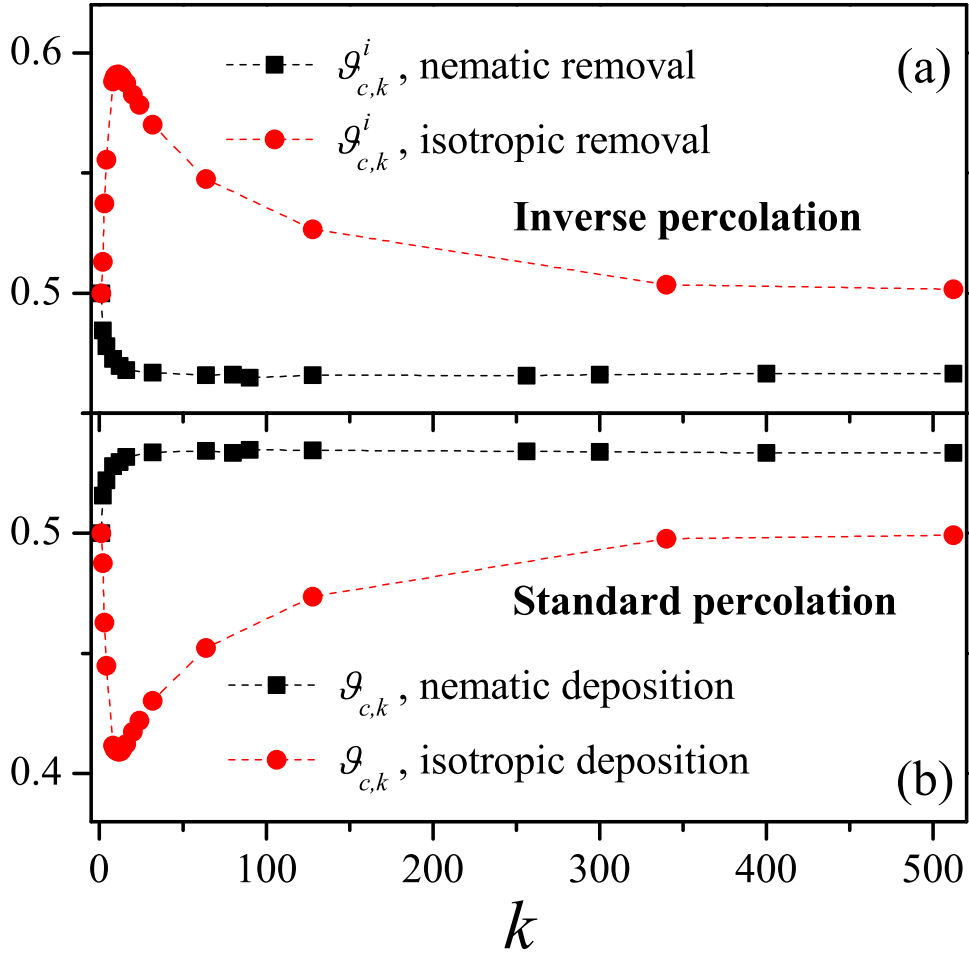 0.6
ϑ^i_{c,k} , nematic removal
(a)
ϑ^i_{c,k} , isotropic removal
Inverse percolation
0.5
0.5
Standard percolation
ϑ_{c,k} , nematic deposition
ϑ_{c,k} , isotropic deposition
0.4
(b)
0 100 200 300 400 500
k